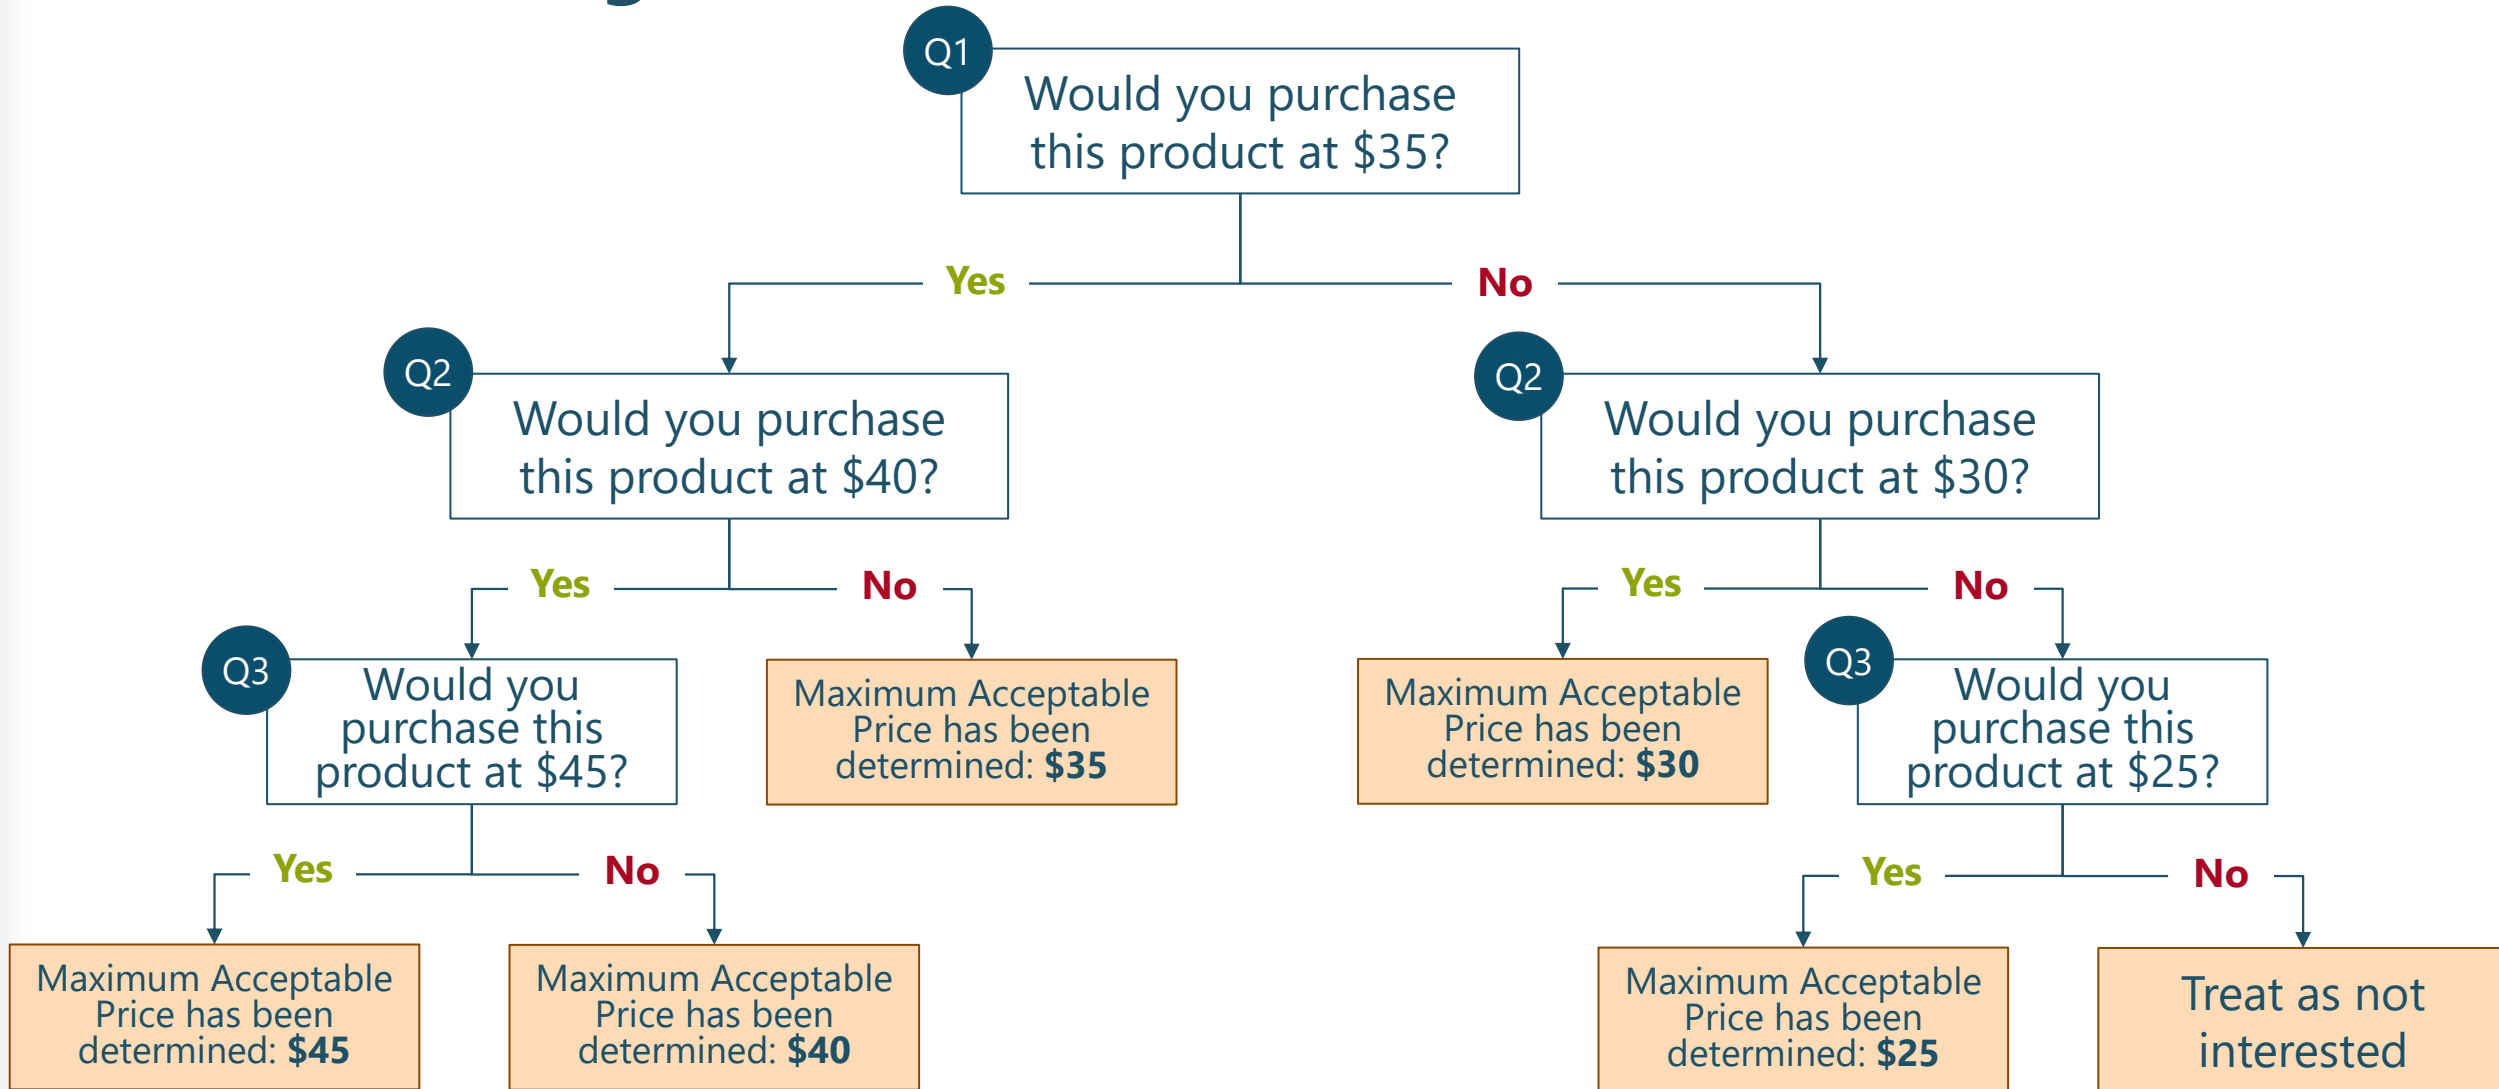 Q1
Would you purchase
this product at $35?
Yes
No
Q2
Would you purchase
this product at $40?
Q2
Would you purchase
this product at $30?
Yes
No
Yes
No
Q3
Would you
purchase this
product at $45?
Maximum Acceptable
Price has been
determined: $35
Maximum Acceptable
Price has been
determined: $30
Q3
Would you
purchase this
product at $25?
Yes
No
Yes
No
Maximum Acceptable
Price has been
determined: $45
Maximum Acceptable
Price has been
determined: $40
Maximum Acceptable
Price has been
determined: $25
Treat as not
interested